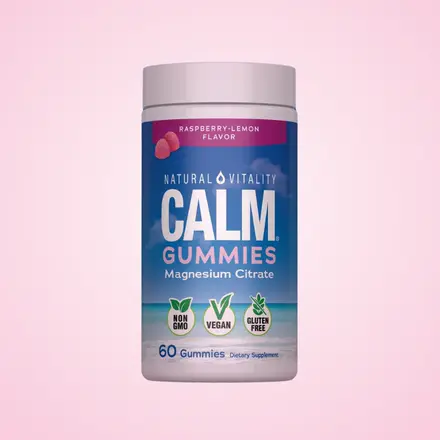 RASPBERRY-LEMON
FLAVOR
NATURAL VITALITY
CALM
GUMMIES
Magnesium Citrate
NON
GMO
VEGAN
GLUTEN
FREE
60 Gummies Dietary Supplement